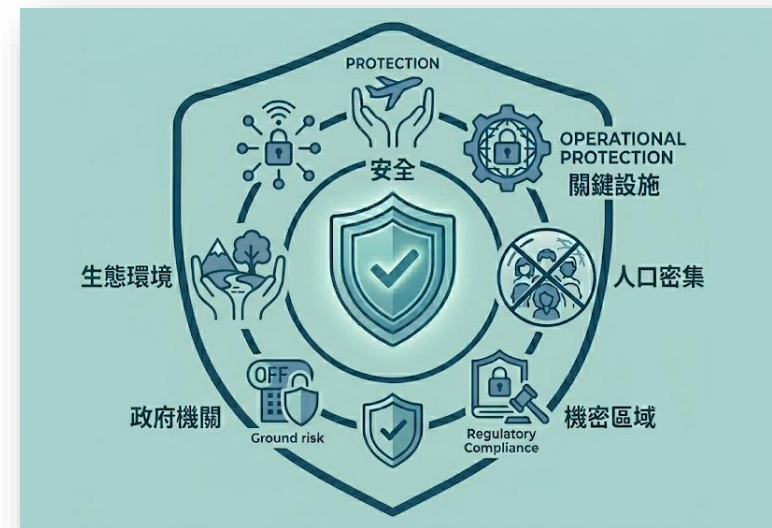 PROTECTION
安全
OPERATIONAL
PROTECTION
關鍵設施
生態環境
人口密集
政府機關
OFF
Ground risk
Regulatory
Compliance
機密區域